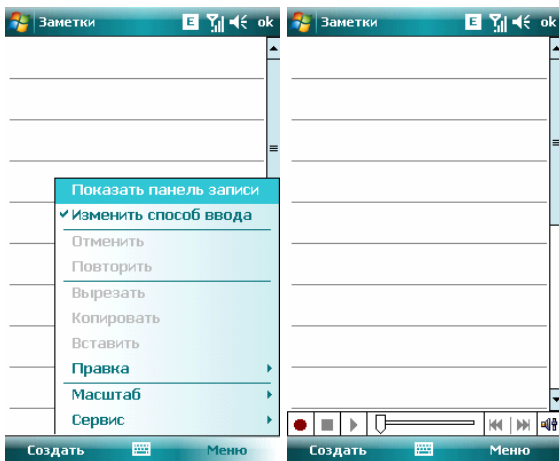 Заметки
E
ok
Показать панель записи
Изменить способ ввода
Отменить
Повторить
Вырезать
Копировать
Вставить
Правка
Масштаб
Сервис
Создать
Меню
Заметки
E
ok
Создать
Меню